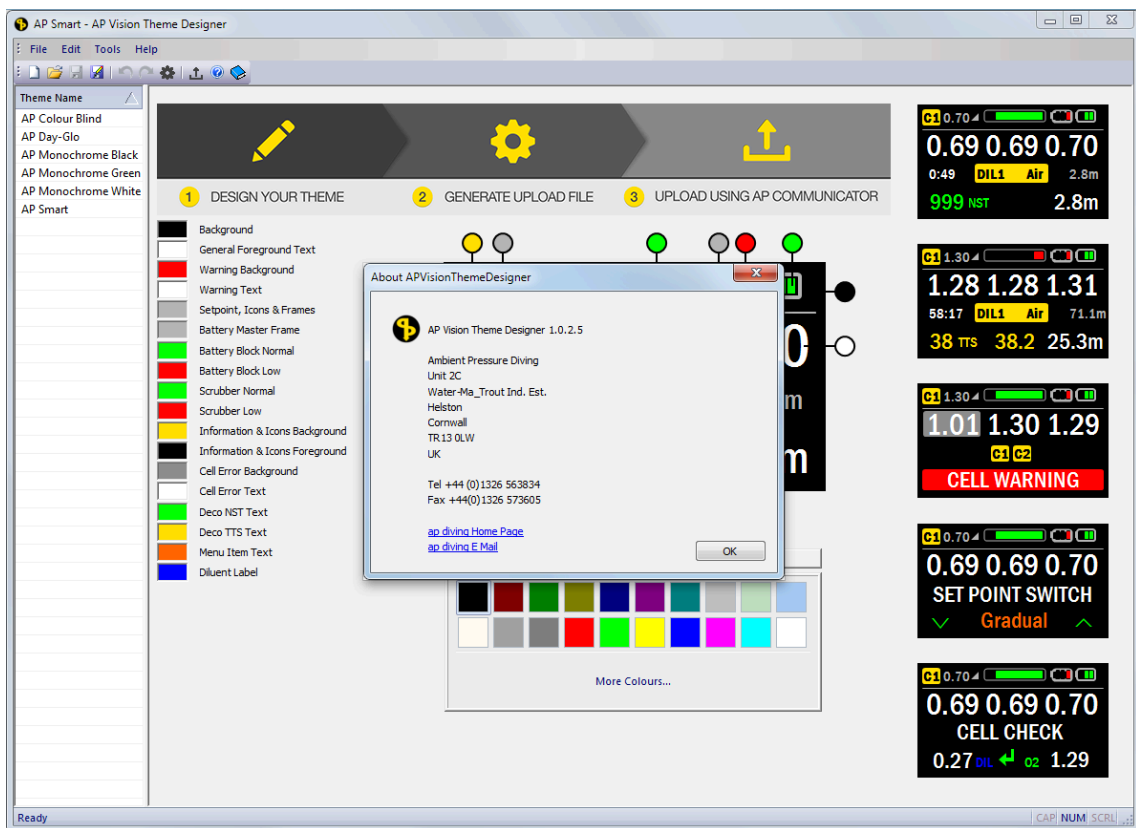 AP Smart - AP Vision Theme Designer
File Edit Tools Help
Theme Name
AP Colour Blind
AP Day-Glo
AP Monochrome Black
AP Monochrome Green
AP Monochrome White
AP Smart
1 DESIGN YOUR THEME
2 GENERATE UPLOAD FILE
3 UPLOAD USING AP COMMUNICATOR
Background
General Foreground Text
Warning Background
Warning Text
Setpoint, Icons & Frames
Battery Master Frame
Battery Block Normal
Battery Block Low
Scrubber Normal
Scrubber Low
Information & Icons Background
Information & Icons Foreground
Cell Error Background
Cell Error Text
Deco NST Text
Deco TTS Text
Menu Item Text
Diluent Label
0
m
m
About APVisionThemeDesigner
AP Vision Theme Designer 1.0.2.5
Ambient Pressure Diving
Unit 2C
Water-Ma_Trout Ind. Est.
Helston
Cornwall
TR13 0LW
UK
Tel +44 (0)1326 563834
Fax +44(0)1326 573605
ap diving Home Page
ap diving E Mail
OK
More Colours...
C1 0.70
0.69 0.69 0.70
0:49 DIL1 Air 2.8m
999 NST 2.8m
C1 1.30
1.28 1.28 1.31
58:17 DIL1 Air 71.1m
38 TTS 38.2 25.3m
C1 1.30
1.01 1.30 1.29
C1 C2
CELL WARNING
C1 0.70
0.69 0.69 0.70
SET POINT SWITCH
Gradual
C1 0.70
0.69 0.69 0.70
CELL CHECK
0.27 DIL O2 1.29
Ready
CAP NUM SCRL